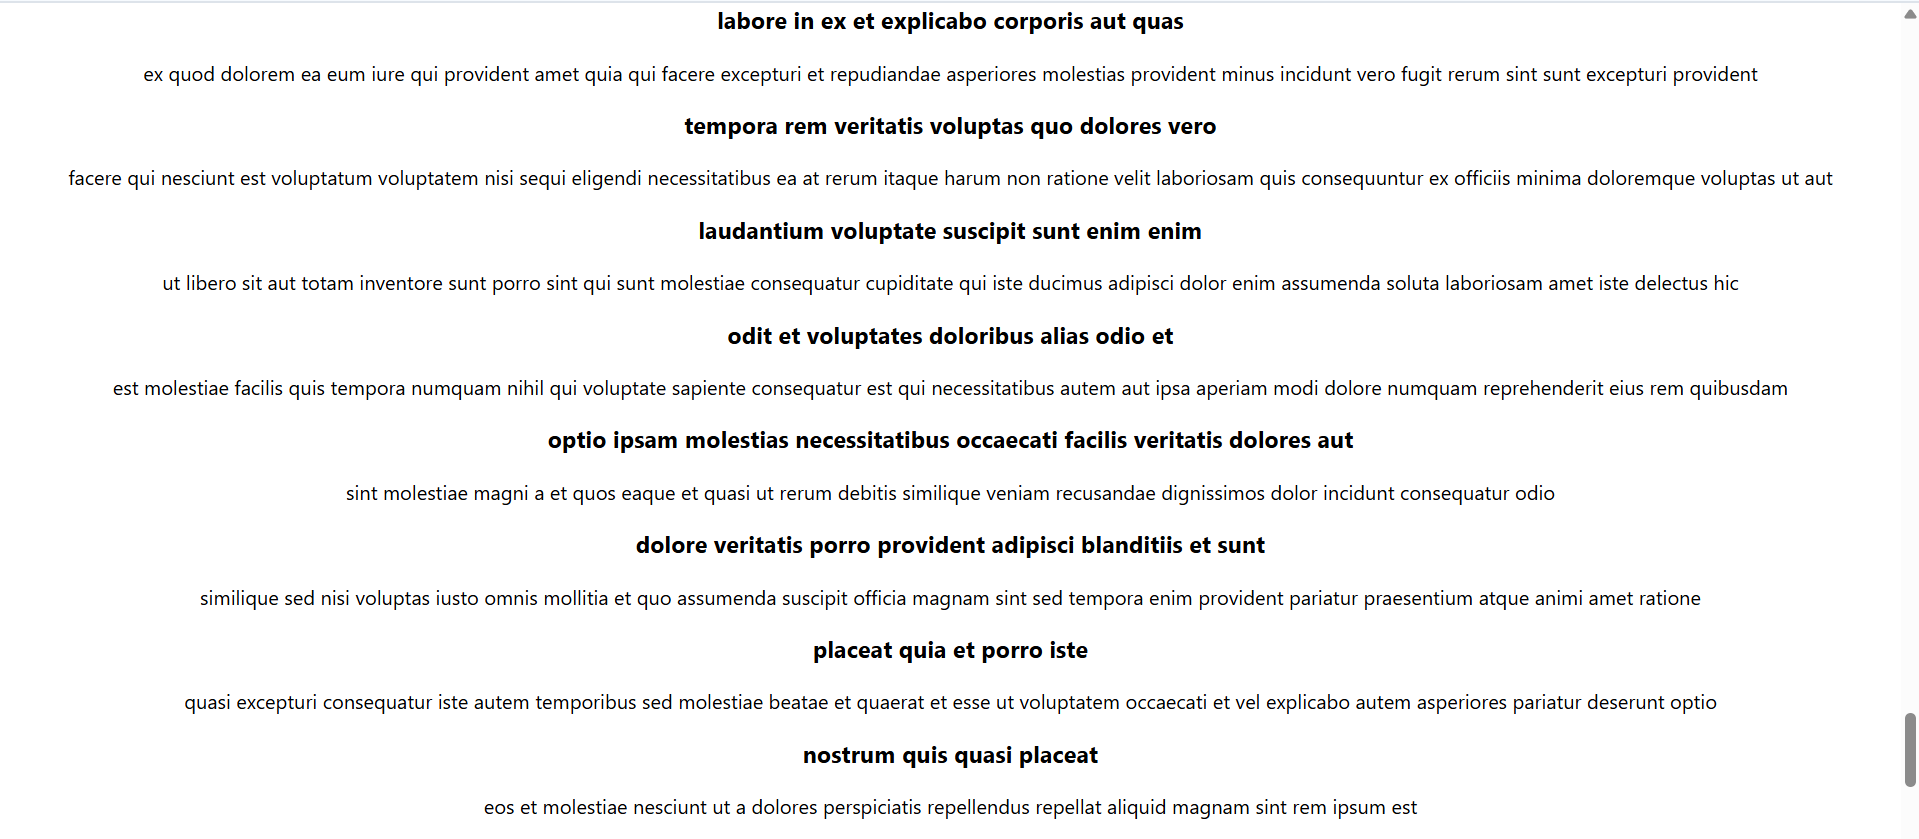 labore in ex et explicabo corporis aut quas
ex quod dolorem ea eum iure qui provident amet quia qui facere excepturi et repudiandae asperiores molestias provident minus incidunt vero fugit rerum sint sunt excepturi provident
tempora rem veritatis voluptas quo dolores vero
facere qui nesciunt est voluptatum voluptatem nisi sequi eligendi necessitatibus ea at rerum itaque harum non ratione velit laboriosam quis consequuntur ex officiis minima doloremque voluptas ut aut
laudantium voluptate suscipit sunt enim enim
ut libero sit aut totam inventore sunt porro sint qui sunt molestiae consequatur cupiditate qui iste ducimus adipisci dolor enim assumenda soluta laboriosam amet iste delectus hic
odit et voluptates doloribus alias odio et
est molestiae facilis quis tempora numquam nihil qui voluptate sapiente consequatur est qui necessitatibus autem aut ipsa aperiam modi dolore numquam reprehenderit eius rem quibusdam
optio ipsam molestias necessitatibus occaecati facilis veritatis dolores aut
sint molestiae magni a et quos eaque et quasi ut rerum debitis similique veniam recusandae dignissimos dolor incidunt consequatur odio
dolore veritatis porro provident adipisci blanditiis et sunt
similique sed nisi voluptas iusto omnis mollitia et quo assumenda suscipit officia magnam sint sed tempora enim provident pariatur praesentium atque animi amet ratione
placeat quia et porro iste
quasi excepturi consequatur iste autem temporibus sed molestiae beatae et quaerat et esse ut voluptatem occaecati et vel explicabo autem asperiores pariatur deserunt optio
nostrum quis quasi placeat
eos et molestiae nesciunt ut a dolores perspiciatis repellendus repellat aliquid magnam sint rem ipsum est